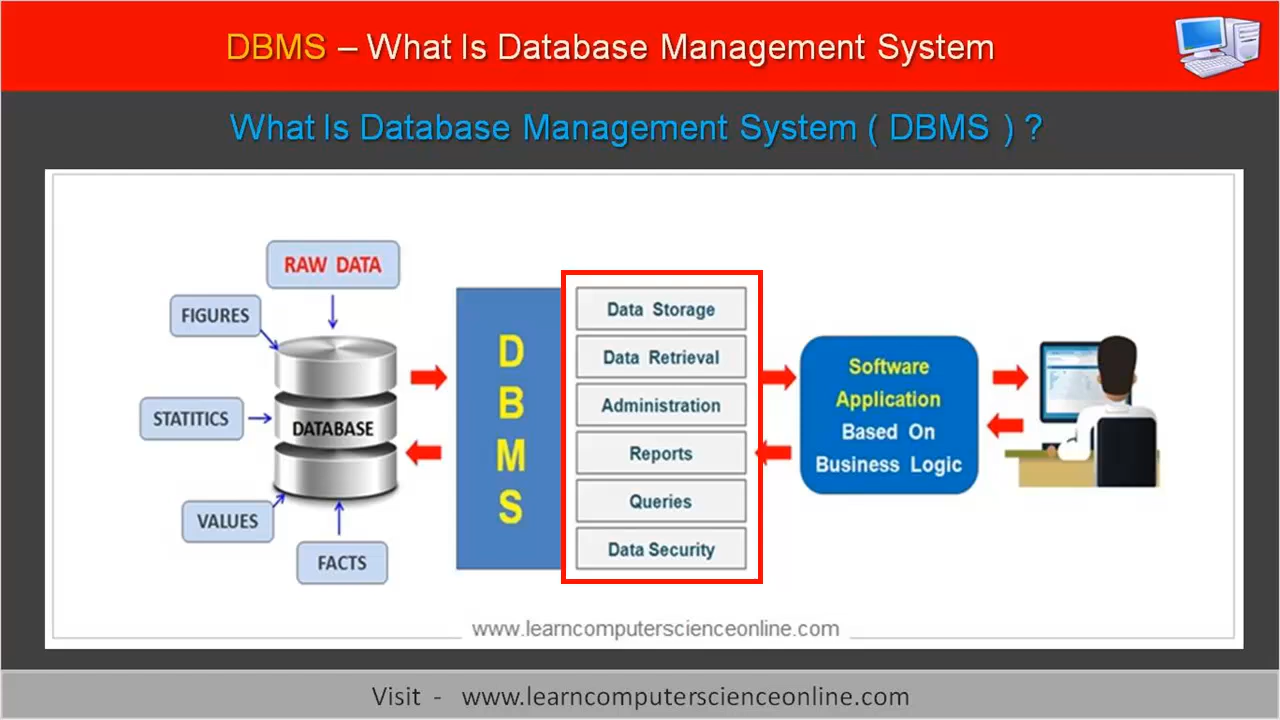 DBMS – What Is Database Management System
What Is Database Management System ( DBMS ) ?
RAW DATA
FIGURES
STATITICS
VALUES
FACTS
DATABASE
D
B
M
S
Data Storage
Data Retrieval
Administration
Reports
Queries
Data Security
Software
Application
Based On
Business Logic
www.learncomputerscienceonline.com
Visit - www.learncomputerscienceonline.com